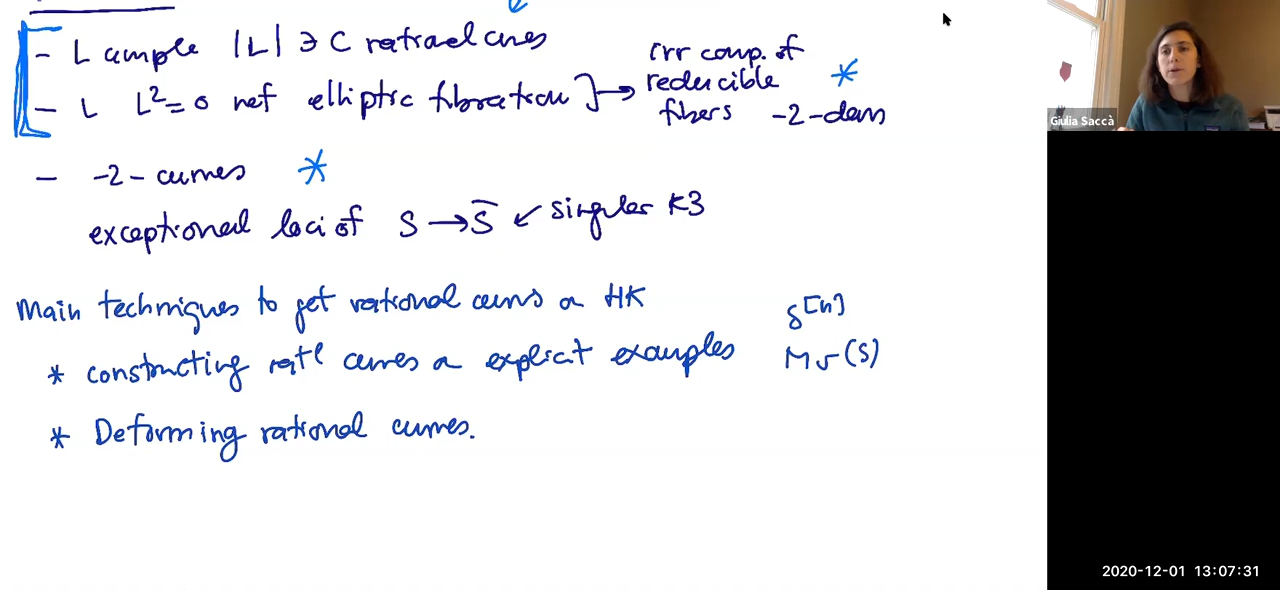 - L ample |L| ∋ C rational curves
- L L²=0 nef elliptic fibration } → irr comp. of reducible fibers -2-curves *
- -2-curves *
exceptional loci of S → S̄ ↙ singular K3
Main techniques to get rational curves on HK
* constructing rat'l curves on explicit examples
S^[n]
M_v(S)
* Deforming rational curves.
Giulia Saccà
2020-12-01 13:07:31